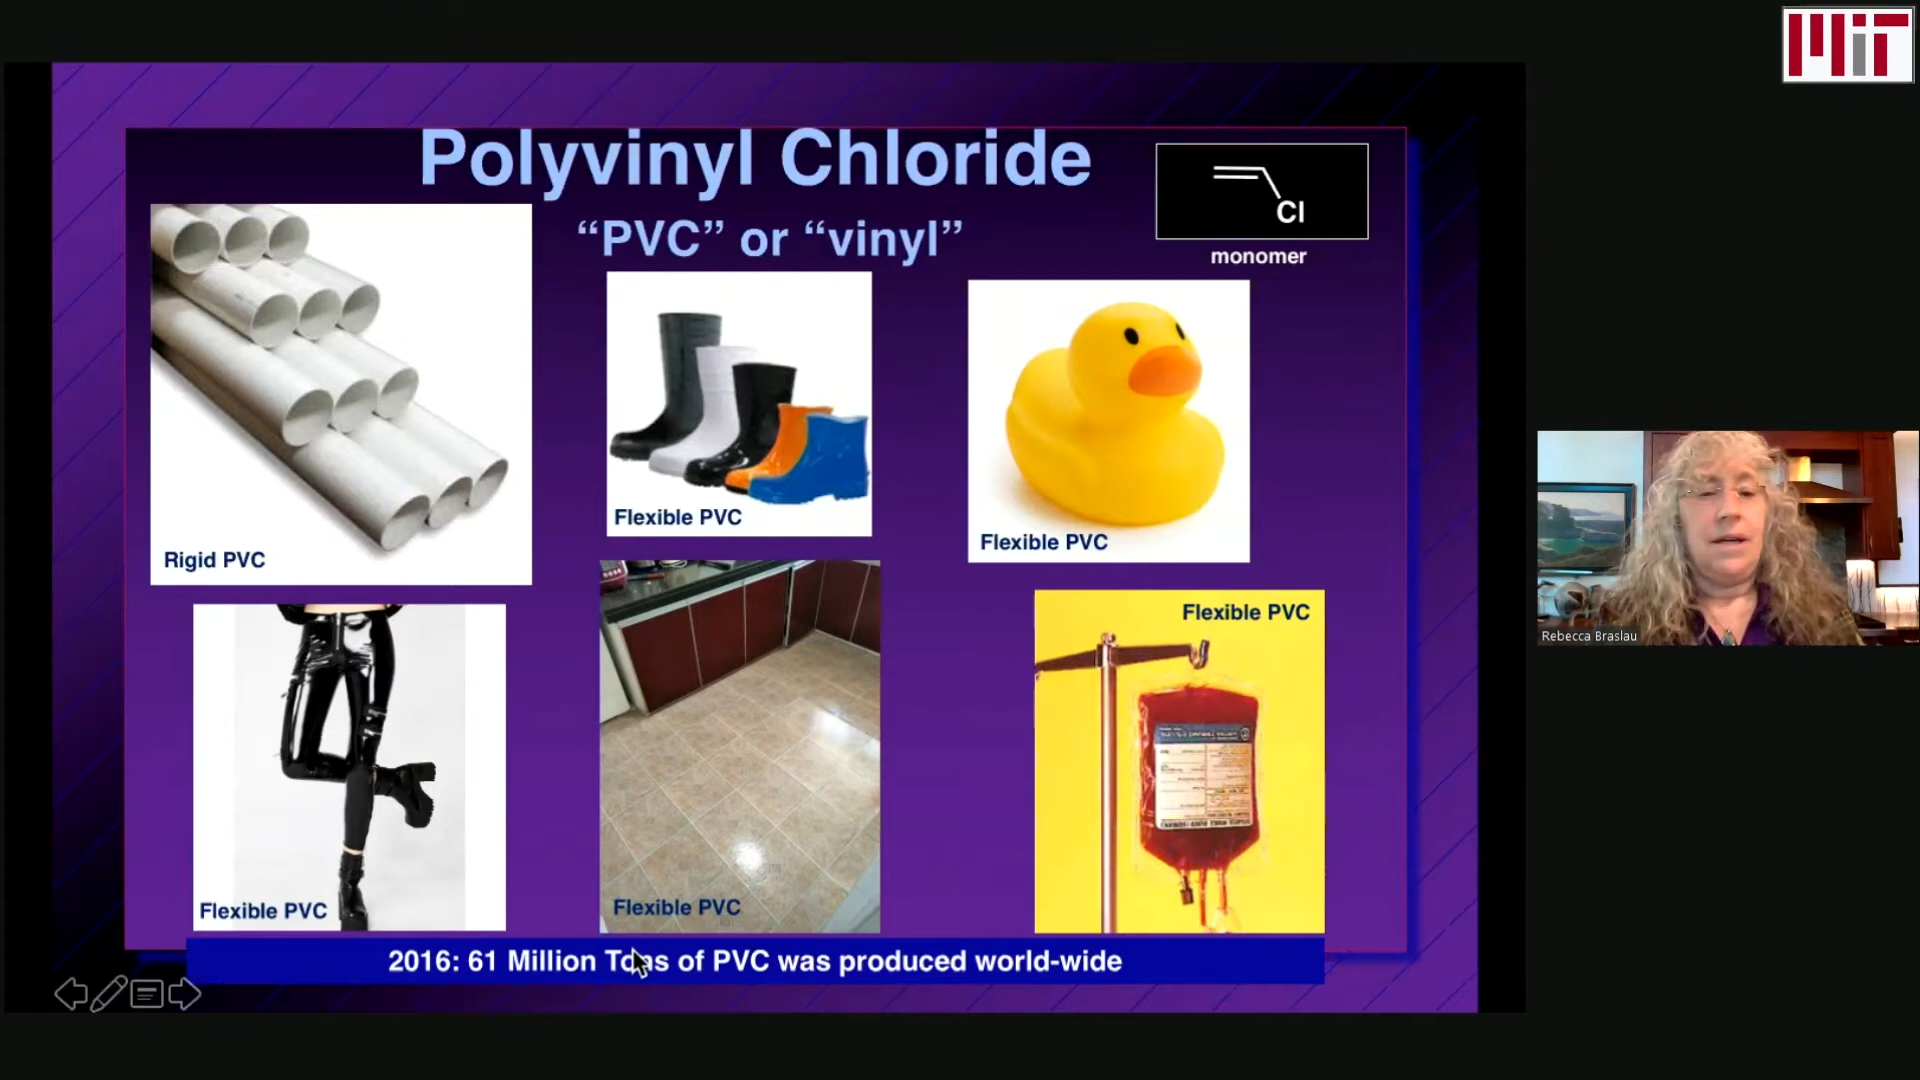 MIT
Polyvinyl Chloride
“PVC” or “vinyl”
Cl
monomer
Rigid PVC
Flexible PVC
Flexible PVC
Flexible PVC
Flexible PVC
Flexible PVC
2016: 61 Million Tons of PVC was produced world-wide
Rebecca Braslau